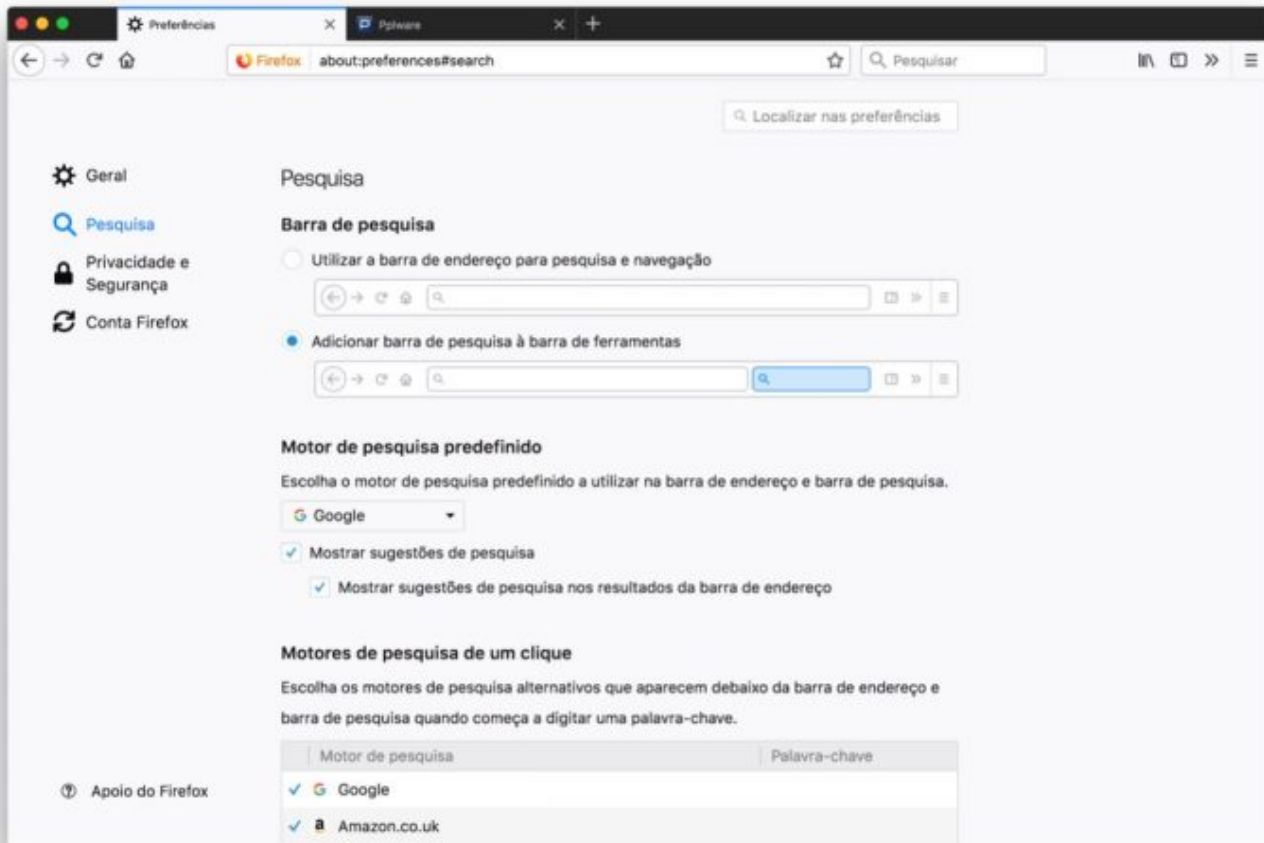 Preferências
Pplware
Firefox about:preferences#search
Pesquisar
Localizar nas preferências
Geral
Pesquisa
Privacidade e
Segurança
Conta Firefox
Apoio do Firefox
Pesquisa
Barra de pesquisa
Utilizar a barra de endereço para pesquisa e navegação
Adicionar barra de pesquisa à barra de ferramentas
Motor de pesquisa predefinido
Escolha o motor de pesquisa predefinido a utilizar na barra de endereço e barra de pesquisa.
Google
Mostrar sugestões de pesquisa
Mostrar sugestões de pesquisa nos resultados da barra de endereço
Motores de pesquisa de um clique
Escolha os motores de pesquisa alternativos que aparecem debaixo da barra de endereço e
barra de pesquisa quando começa a digitar uma palavra-chave.
Motor de pesquisa Palavra-chave
Google
Amazon.co.uk